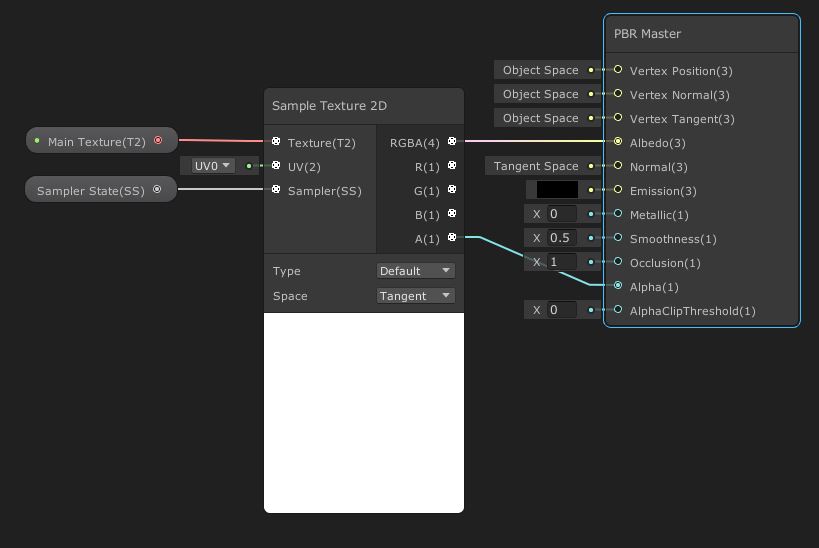 PBR Master
Object Space Vertex Position(3)
Object Space Vertex Normal(3)
Object Space Vertex Tangent(3)
Sample Texture 2D
Main Texture(T2) Texture(T2) RGBA(4) Albedo(3)
UV0 UV(2) R(1) Tangent Space Normal(3)
Sampler State(SS) Sampler(SS) G(1) Emission(3)
B(1) X 0 Metallic(1)
A(1) X 0.5 Smoothness(1)
X 1 Occlusion(1)
Type Default
Alpha(1)
Space Tangent
X 0 AlphaClipThreshold(1)